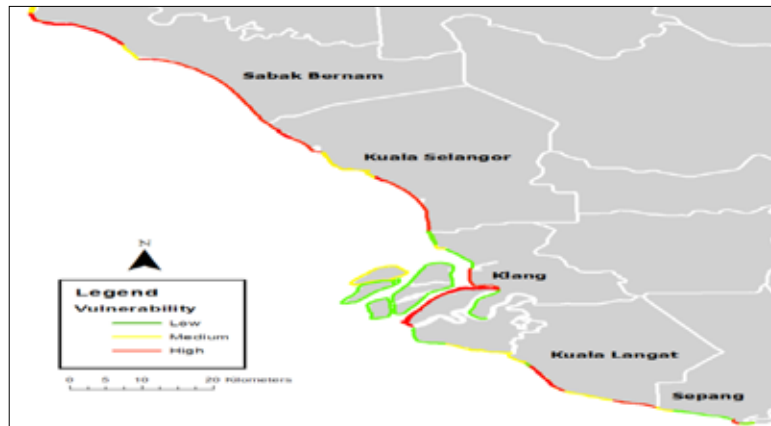 Sabak Bernam
Kuala Selangor
N
Klang
Legend
Vulnerability
Low
Medium
High
Kuala Langat
0 5 10 20 Kilometers
Sepang